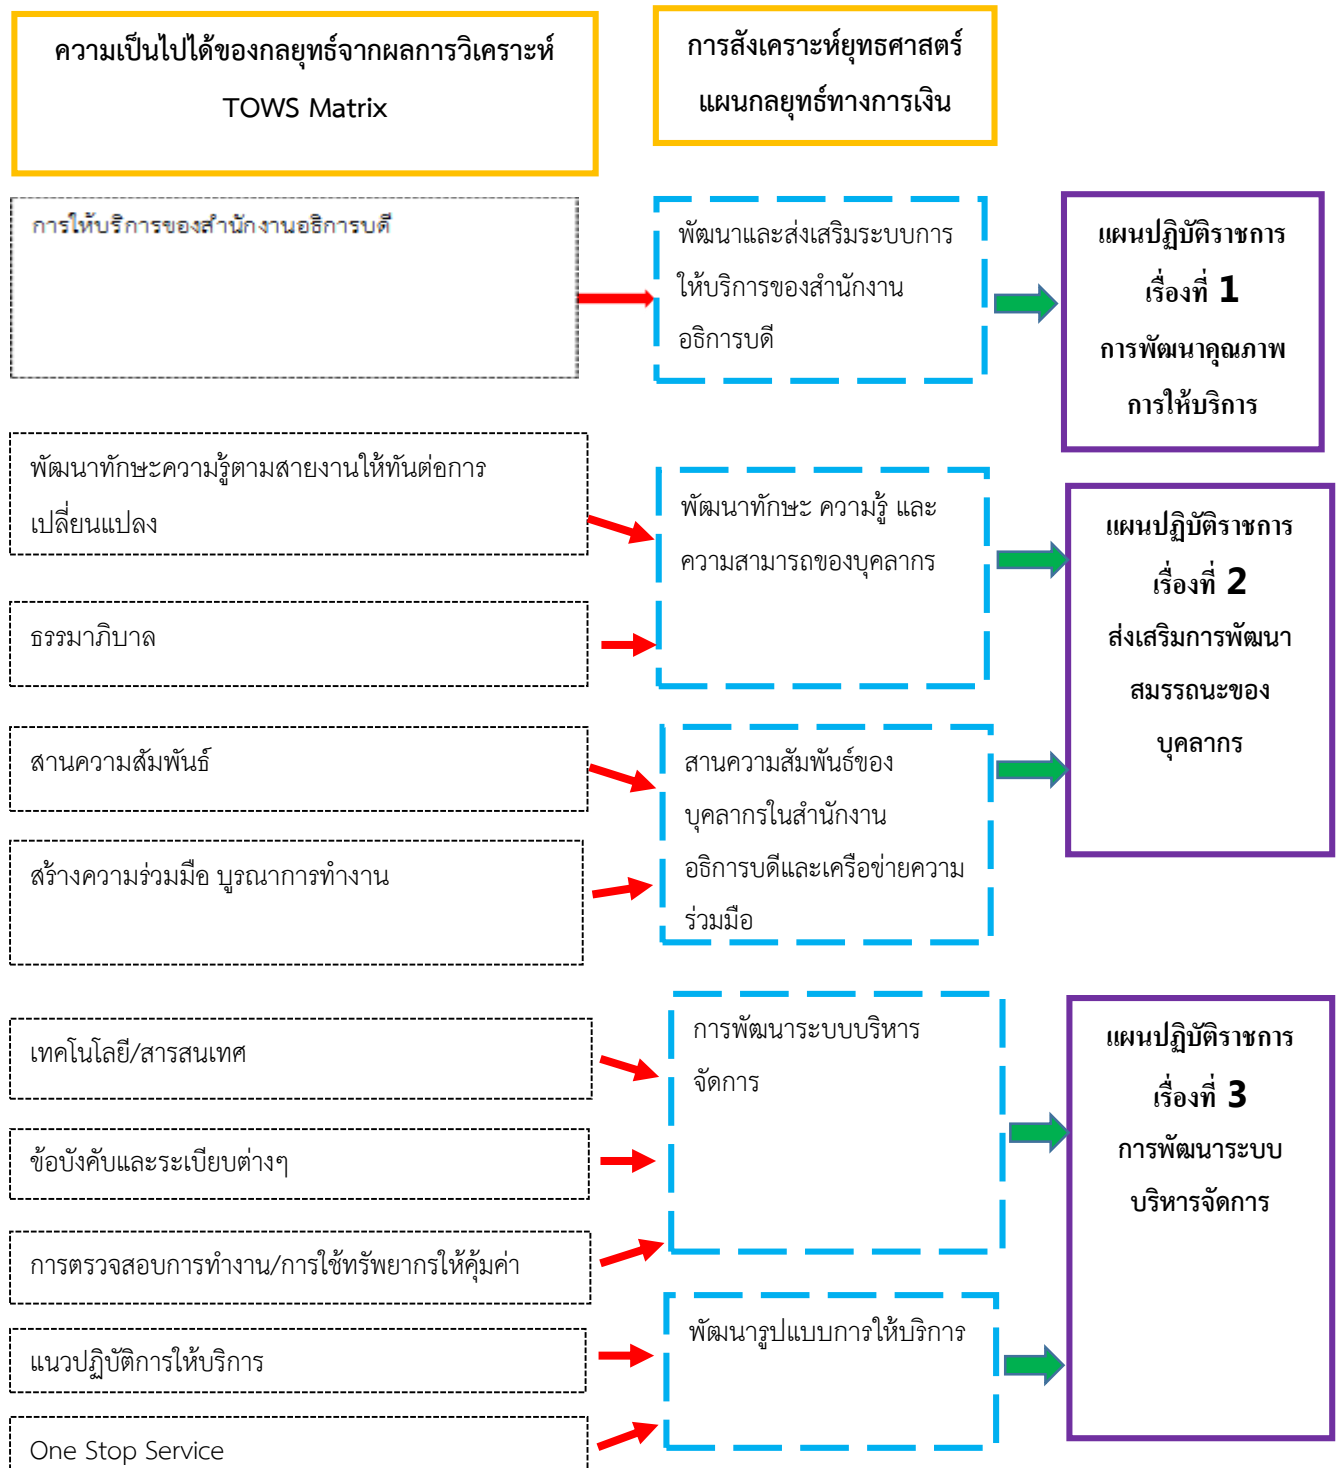 ความเป็นไปได้ของกลยุทธ์จากผลการวิเคราะห์
TOWS Matrix
การสังเคราะห์ยุทธศาสตร์
แผนกลยุทธ์ทางการเงิน
การให้บริการของสำนักงานอธิการบดี
พัฒนาและส่งเสริมระบบการ
ให้บริการของสำนักงาน
อธิการบดี
แผนปฏิบัติราชการ
เรื่องที่ 1
การพัฒนาคุณภาพ
การให้บริการ
พัฒนาทักษะความรู้ตามสายงานให้ทันต่อการ
เปลี่ยนแปลง
ธรรมาภิบาล
พัฒนาทักษะ ความรู้ และ
ความสามารถของบุคลากร
แผนปฏิบัติราชการ
เรื่องที่ 2
ส่งเสริมการพัฒนา
สมรรถนะของ
บุคลากร
สานความสัมพันธ์
สร้างความร่วมมือ บูรณาการทำงาน
สานความสัมพันธ์ของ
บุคลากรในสำนักงาน
อธิการบดีและเครือข่ายความ
ร่วมมือ
เทคโนโลยี/สารสนเทศ
ข้อบังคับและระเบียบต่างๆ
การตรวจสอบการทำงาน/การใช้ทรัพยากรให้คุ้มค่า
การพัฒนาระบบบริหาร
จัดการ
แผนปฏิบัติราชการ
เรื่องที่ 3
การพัฒนาระบบ
บริหารจัดการ
แนวปฏิบัติการให้บริการ
One Stop Service
พัฒนารูปแบบการให้บริการ